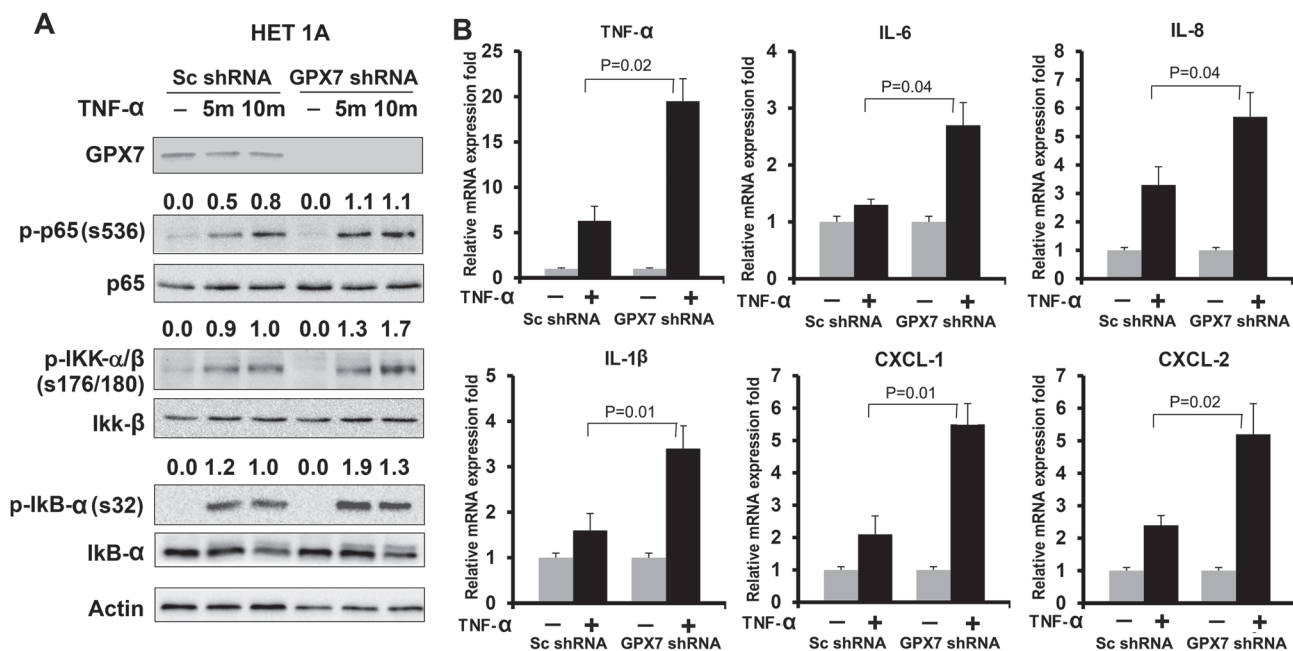 A
HET 1A
Sc shRNA GPX7 shRNA
TNF-α – 5m 10m – 5m 10m
GPX7
0.0 0.5 0.8 0.0 1.1 1.1
p-p65(s536)
p65
0.0 0.9 1.0 0.0 1.3 1.7
p-IKK-α/β
(s176/180)
Ikk-β
0.0 1.2 1.0 0.0 1.9 1.3
p-IkB-α (s32)
IkB-α
Actin
B
TNF-α
Relative mRNA expression fold
25
20
15
10
5
0
P=0.02
TNF-α – + – +
Sc shRNA GPX7 shRNA
IL-6
Relative mRNA expression fold
4
3
2
1
0
P=0.04
TNF-α – + – +
Sc shRNA GPX7 shRNA
IL-8
Relative mRNA expression fold
8
7
6
5
4
3
2
1
0
P=0.04
TNF-α – + – +
Sc shRNA GPX7 shRNA
IL-1β
Relative mRNA expression fold
5
4
3
2
1
0
P=0.01
TNF-α – + – +
Sc shRNA GPX7 shRNA
CXCL-1
Relative mRNA expression fold
7
6
5
4
3
2
1
0
P=0.01
TNF-α – + – +
Sc shRNA GPX7 shRNA
CXCL-2
Relative mRNA expression fold
7
6
5
4
3
2
1
0
P=0.02
TNF-α – + – +
Sc shRNA GPX7 shRNA